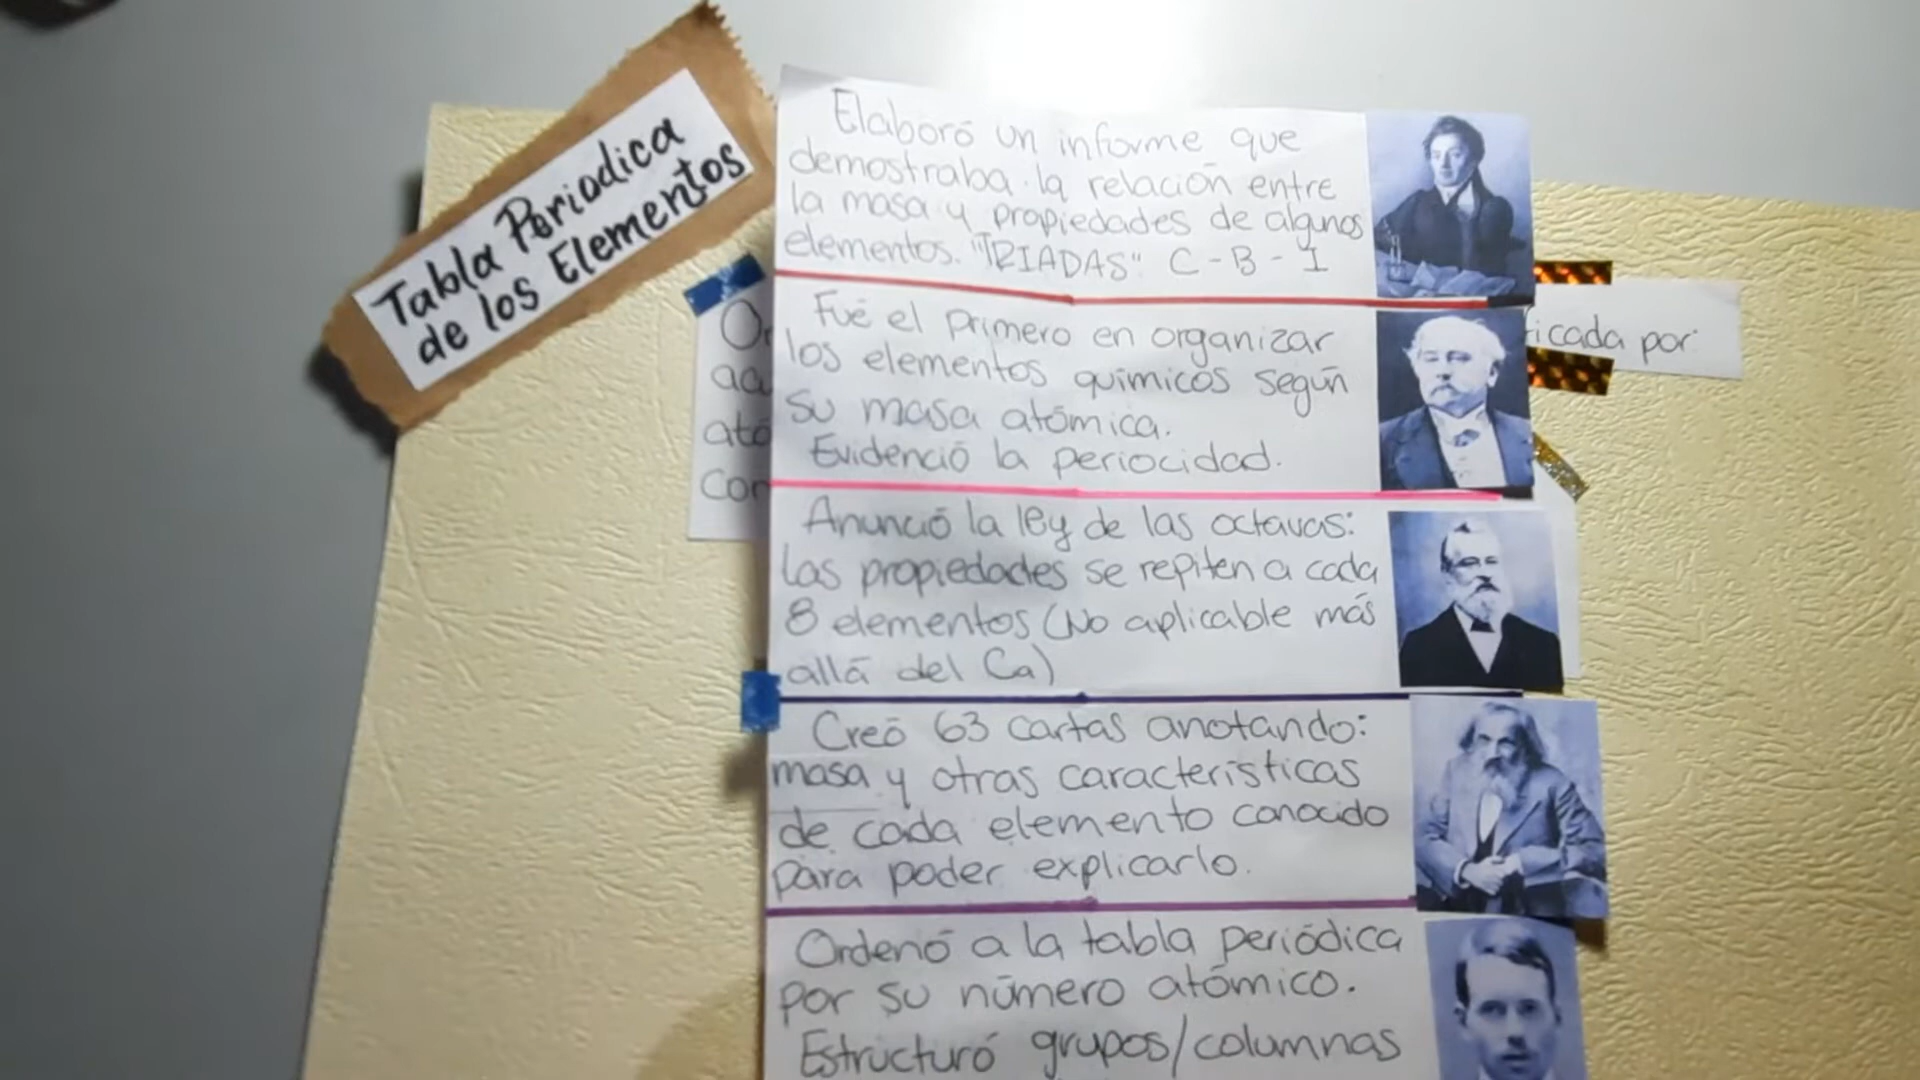 Tabla Periodica
de los Elementos
Elaboró un informe que
demostraba la relación entre
la masa y propiedades de algunos
elementos. "TRIADAS". C - B - I
Fué el primero en organizar
los elementos químicos según
su masa atómica.
Evidenció la periocidad.
Anunció la ley de las octavas:
las propiedades se repiten a cada
8 elementos (No aplicable más
allá del Ca)
Creó 63 cartas anotando:
masa y otras características
de cada elemento conocido
para poder explicarlo.
Ordenó a la tabla periódica
por su número atómico.
Estructuró grupos/columnas
icada por: